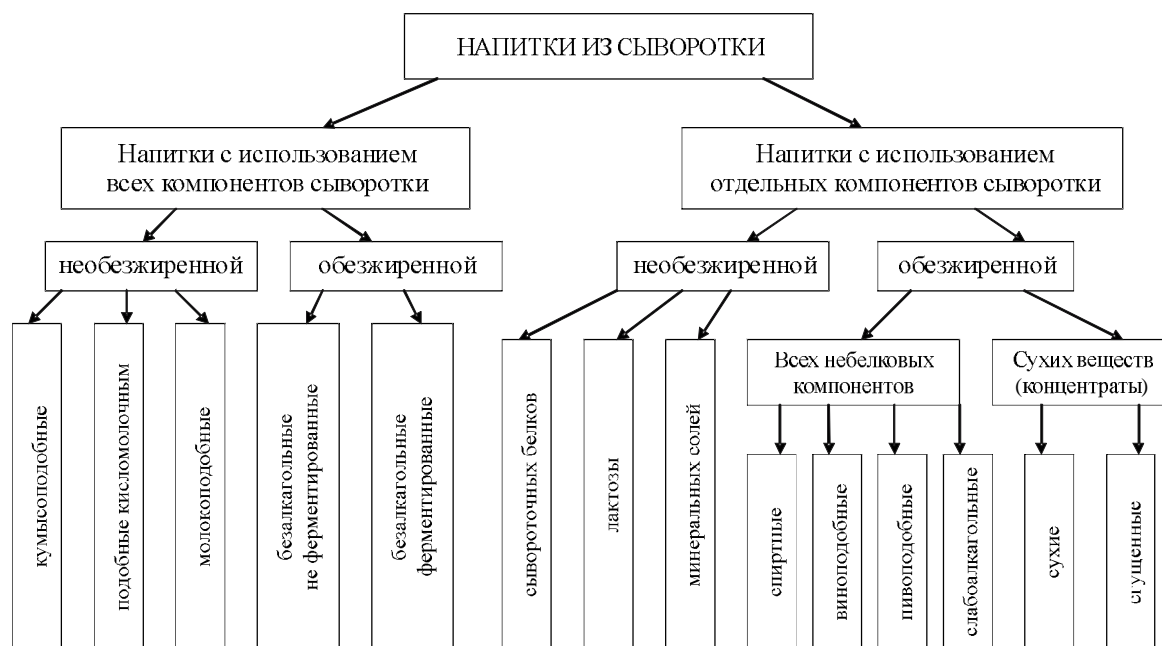 НАПИТКИ ИЗ СЫВОРОТКИ
Напитки с использованием
всех компонентов сыворотки
Напитки с использованием
отдельных компонентов сыворотки
необезжиренной
обезжиренной
необезжиренной
обезжиренной
Всех небелковых
компонентов
Сухих веществ
(концентраты)
кумысоподобные
подобные кисломолочным
молокоподобные
безалкагольные
не ферментированные
безалкагольные
ферментированные
сывороточных белков
лактозы
минеральных солей
спиртные
виноподобные
пивоподобные
слабоалкагольные
сухие
сгущенные